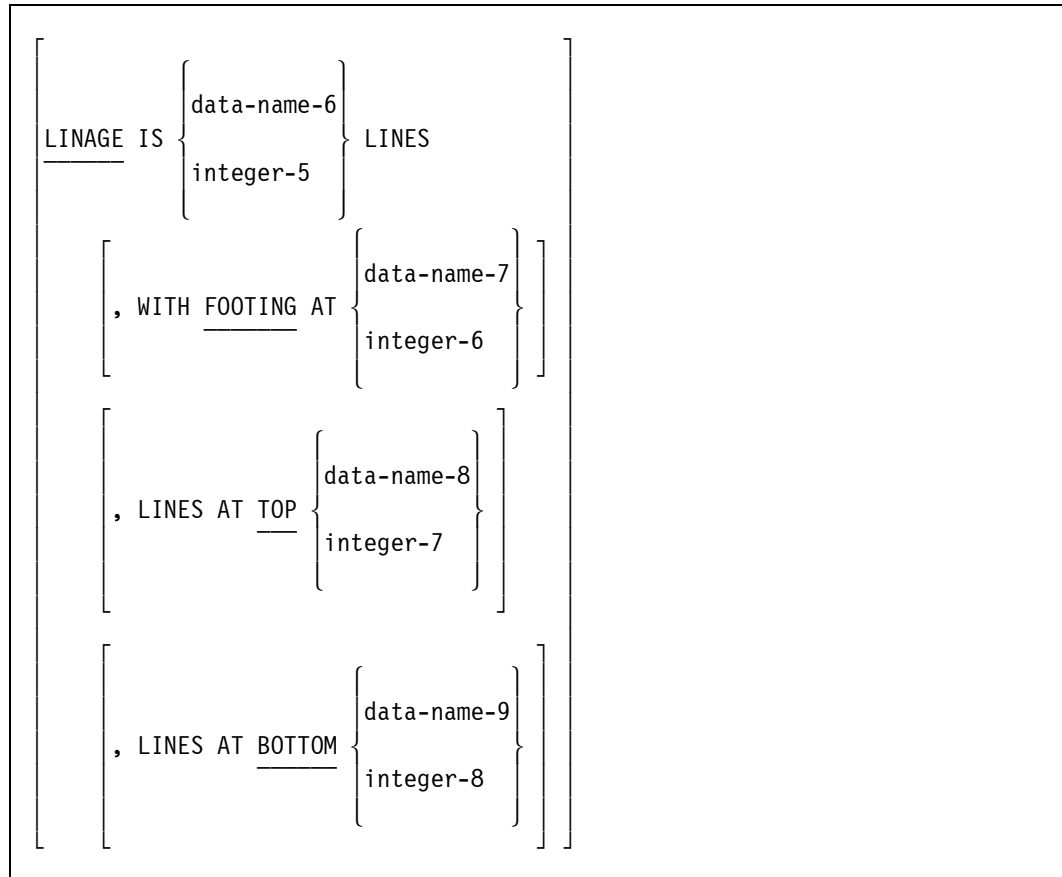 data-name-6
LINAGE IS LINES
integer-5
data-name-7
, WITH FOOTING AT
integer-6
data-name-8
, LINES AT TOP
integer-7
data-name-9
, LINES AT BOTTOM
integer-8